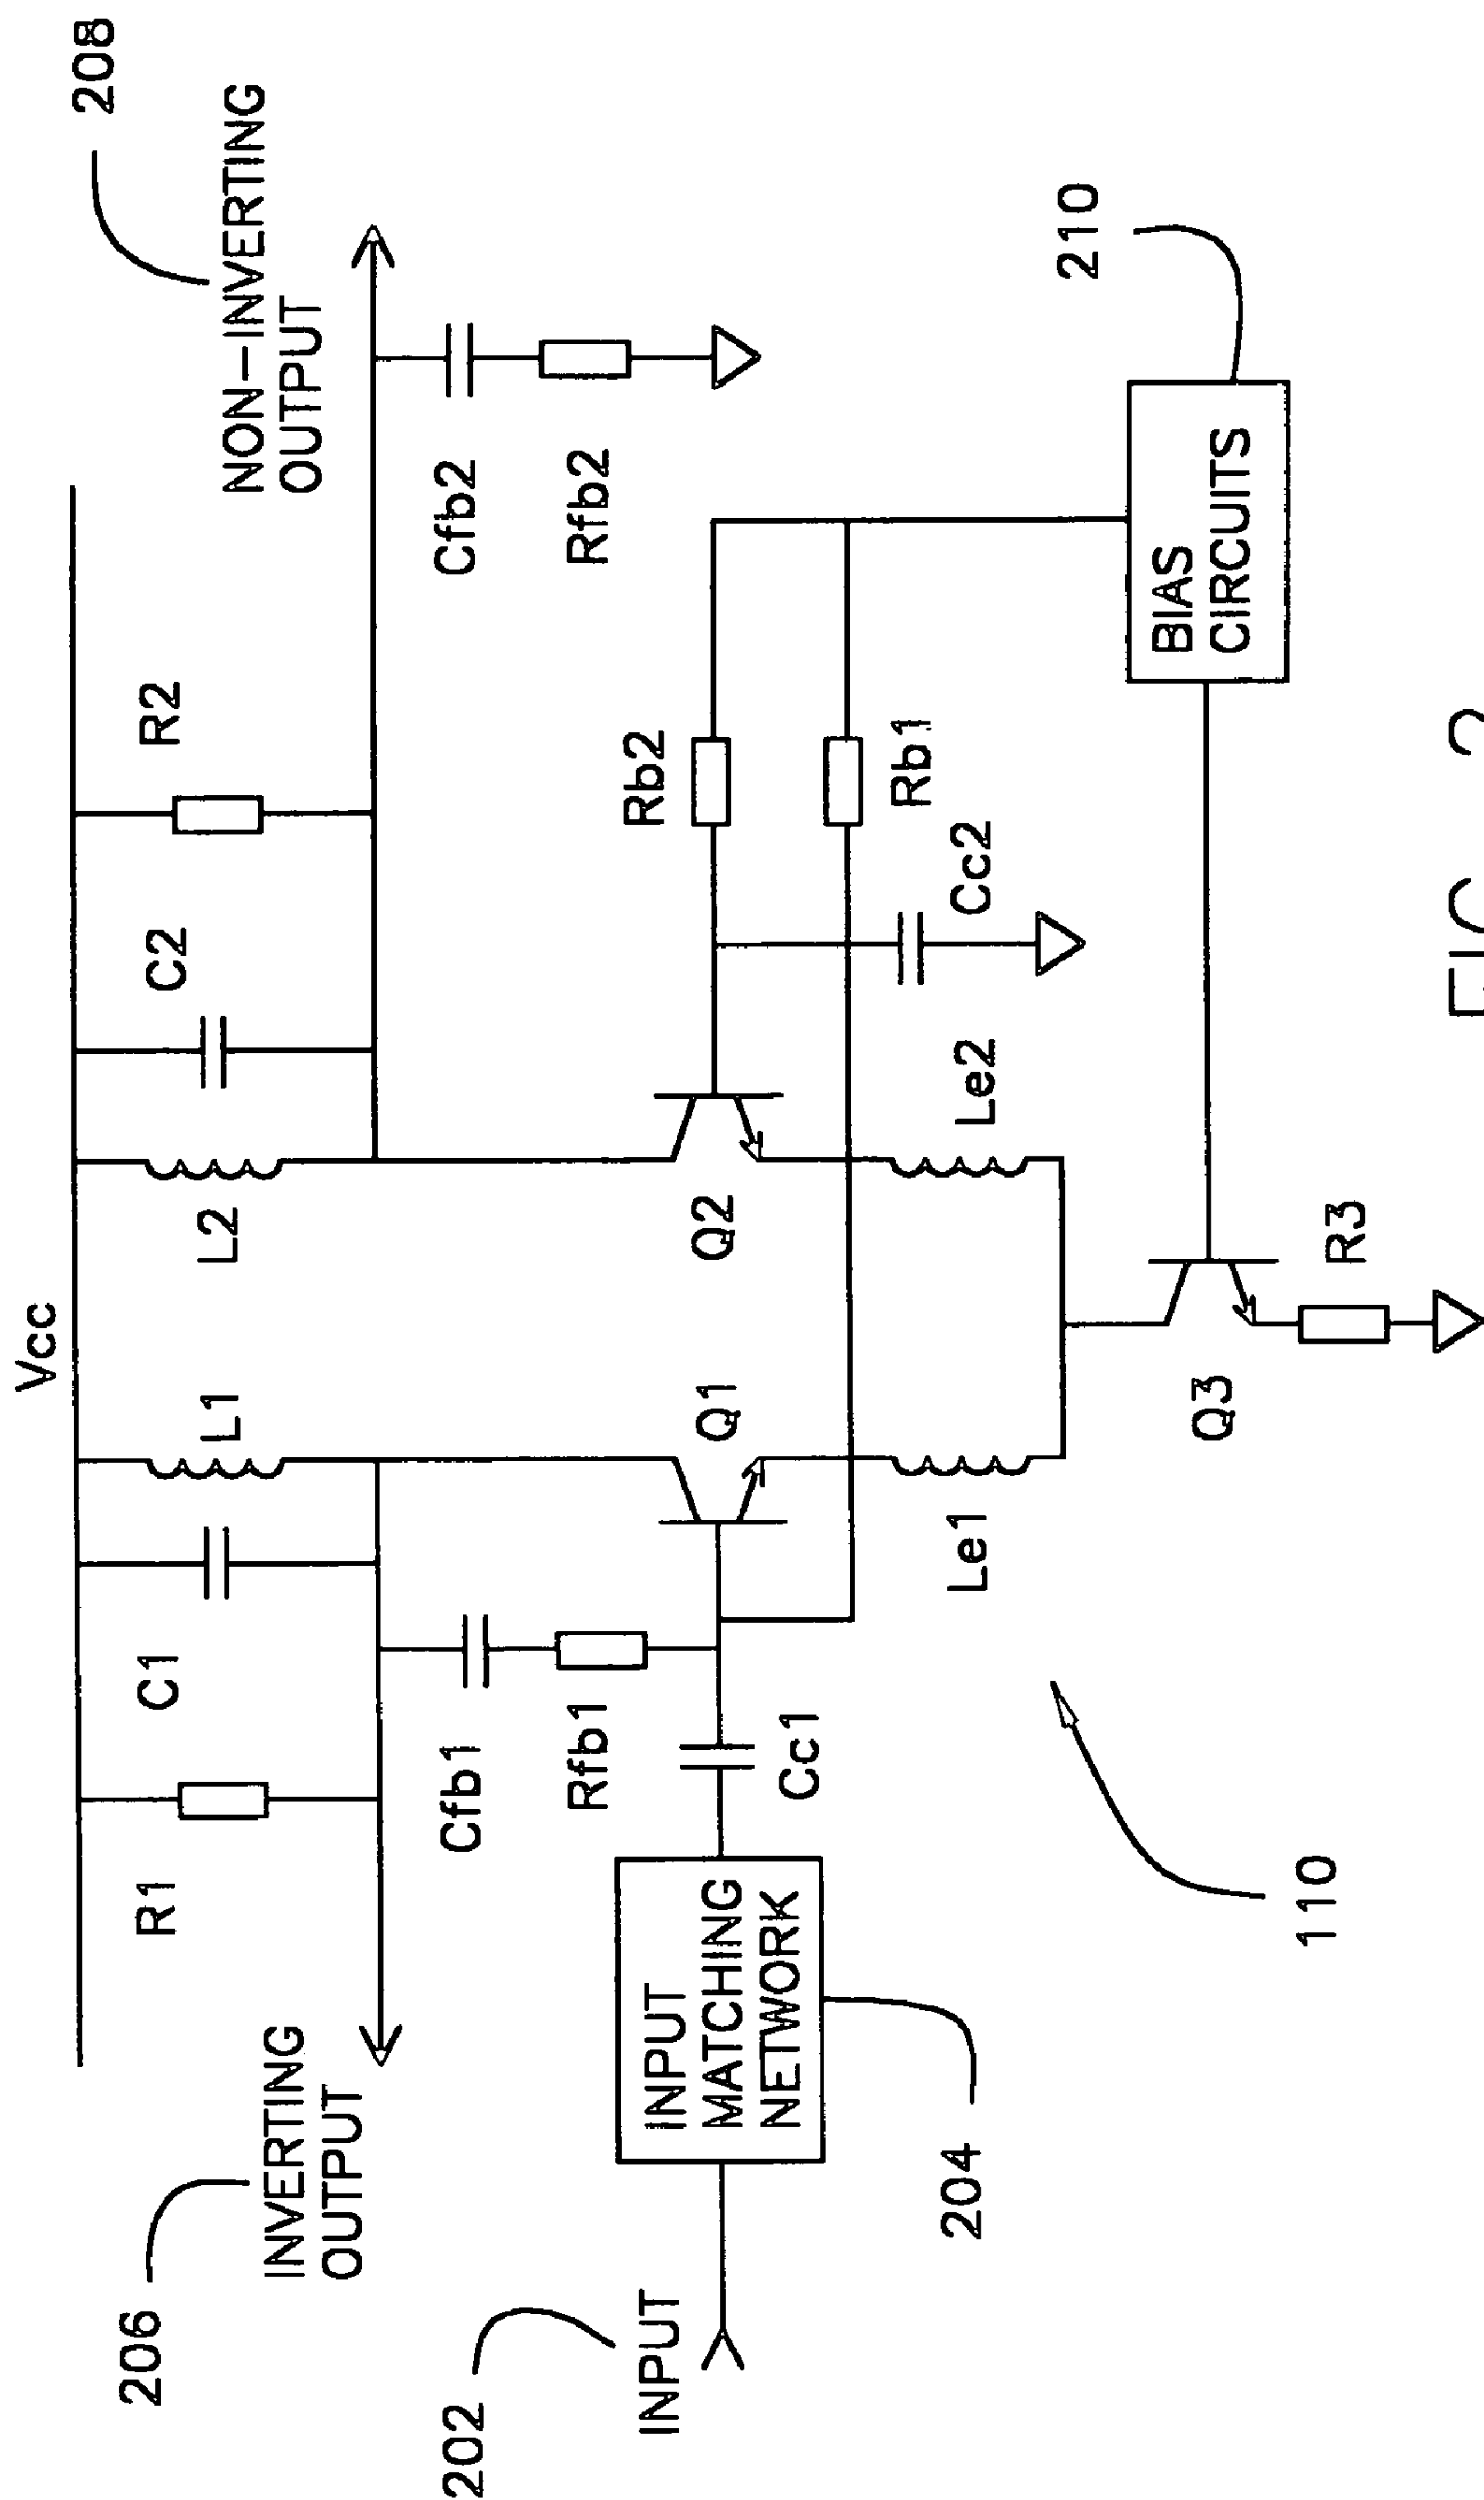 Vcc
208
206
NON-INVERTING
OUTPUT
INVERTING
OUTPUT
R1
C1
L1
L2
C2
R2
202
INPUT
INPUT
MATCHING
NETWORK
204
Cfb1
Rfb1
Cc1
Q1
Q2
Cfb2
Rfb2
Rb2
Rb1
Cc2
Le1
Le2
210
BIAS
CIRCUITS
Q3
R3
110